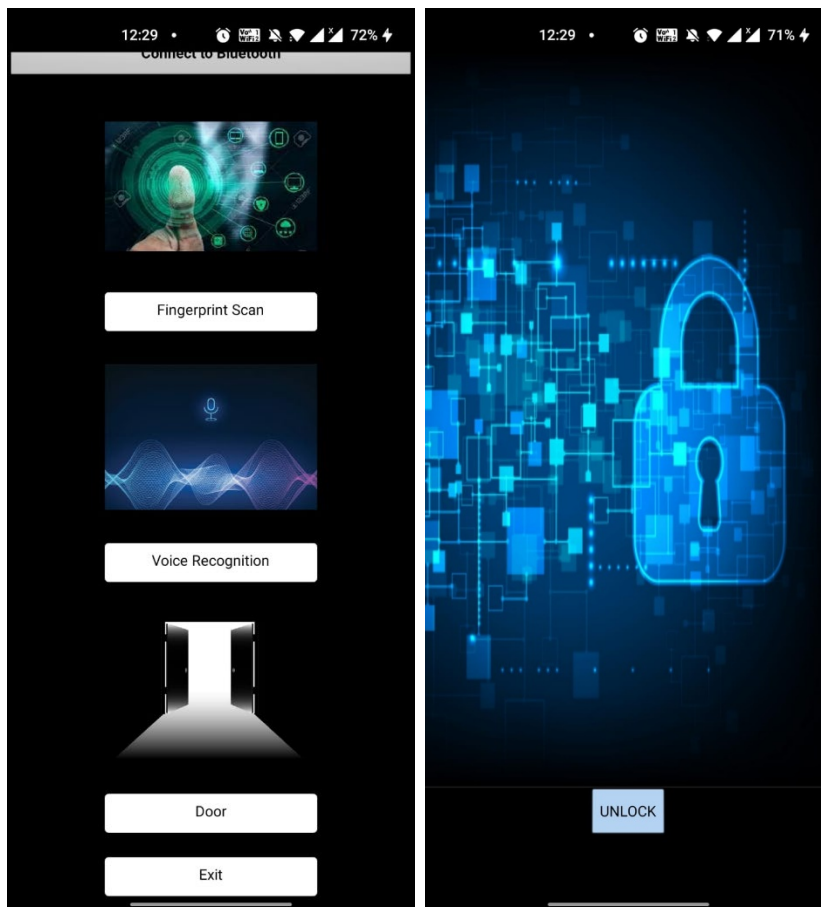 12:29 • 72%
Connect to Bluetooth
Fingerprint Scan
Voice Recognition
Door
Exit
12:29 • 71%
UNLOCK